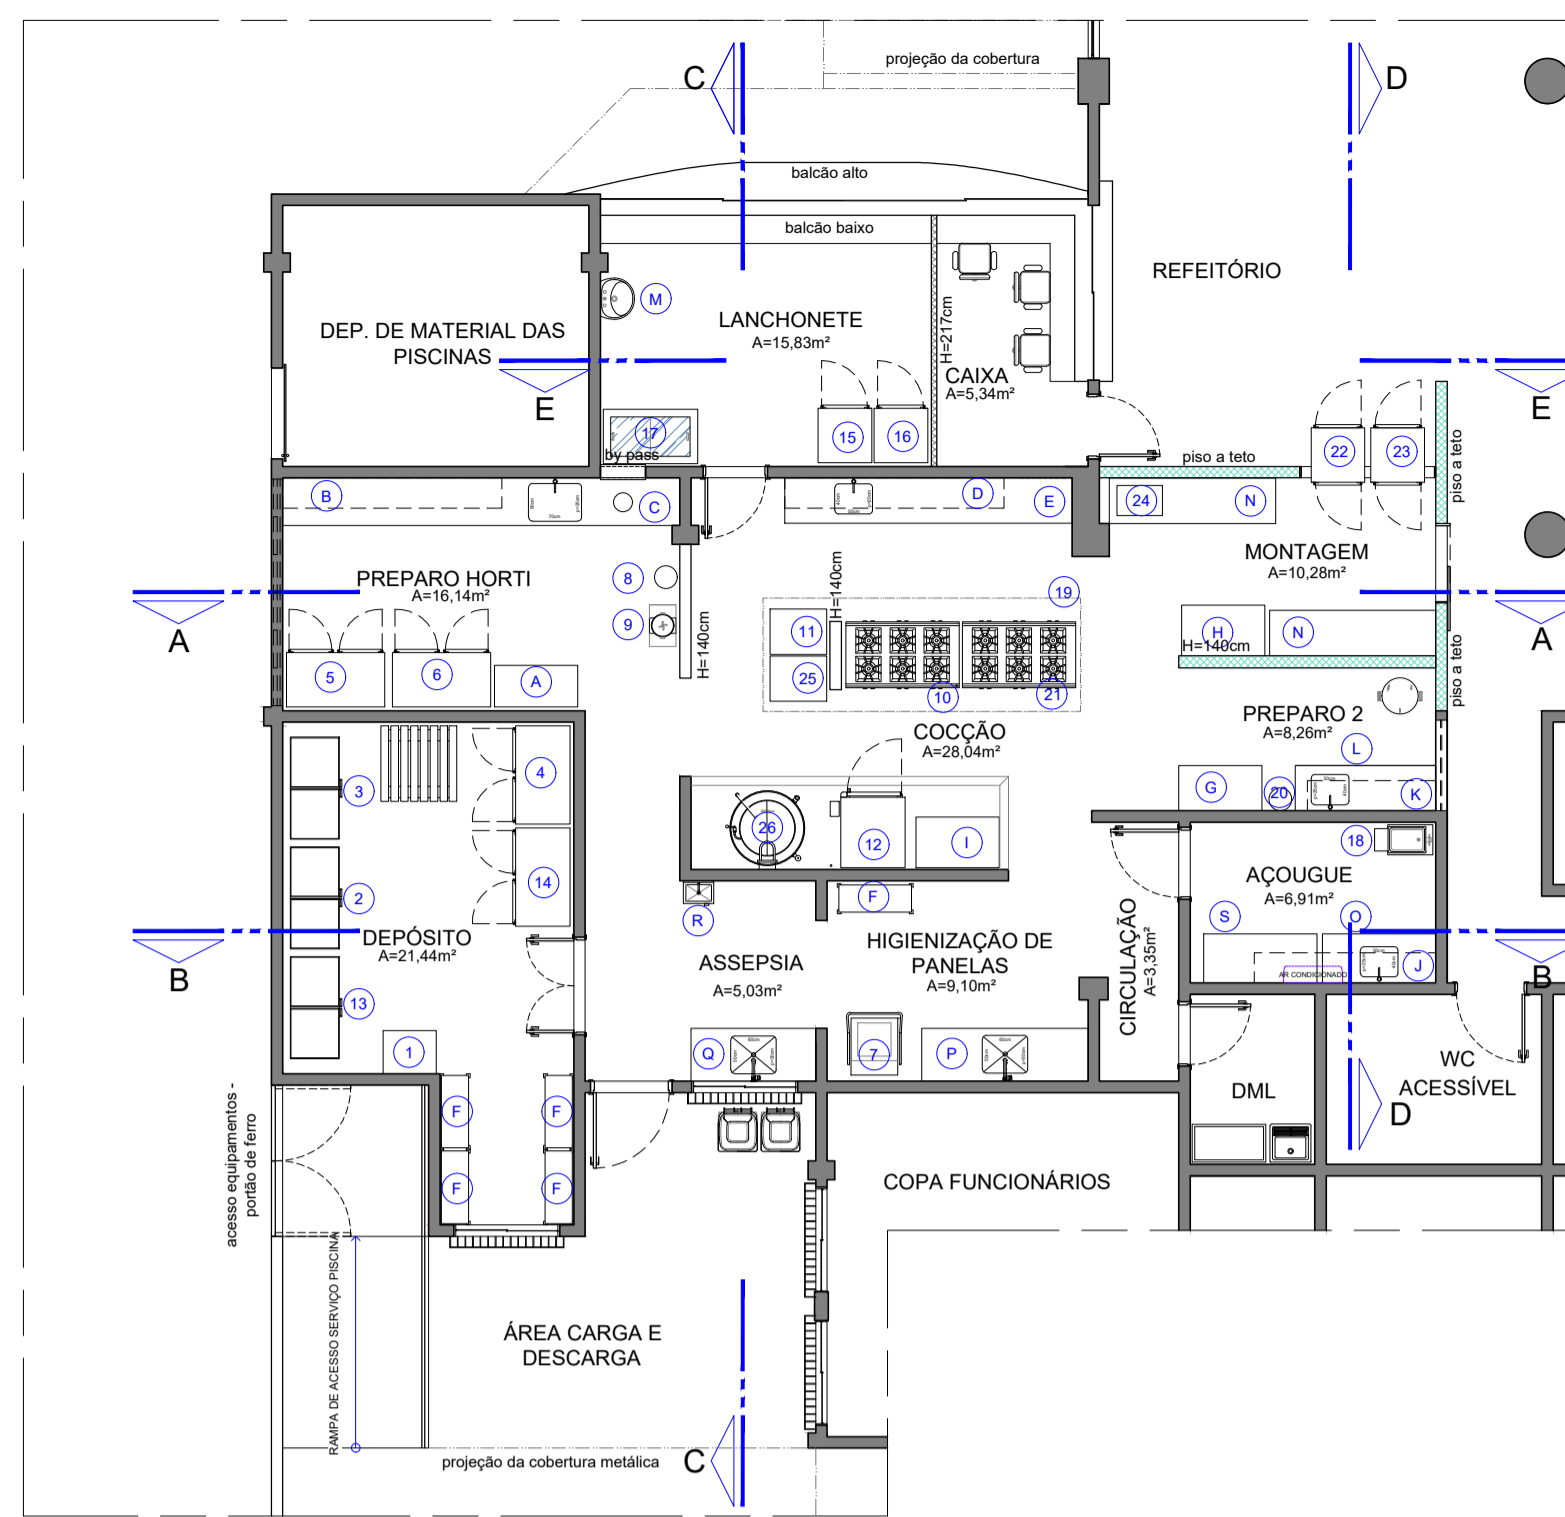 projeção da cobertura
C
D
balcão alto
balcão baixo
REFEITÓRIO
M
LANCHONETE
A=15,83m²
DEP. DE MATERIAL DAS
PISCINAS
H=217cm
CAIXA
A=5,34m²
E
E
17
15
16
by pass
piso a teto
22
23
piso a teto
B
C
D
E
24
N
MONTAGEM
A=10,28m²
PREPARO HORTI
A=16,14m²
8
9
H=140cm
H=140cm
19
11
25
10
21
A
A
H
N
H=140cm
piso a teto
5
6
A
COCÇÃO
A=28,04m²
PREPARO 2
A=8,26m²
L
G
20
K
3
4
2
14
13
1
DEPÓSITO
A=21,44m²
26
12
I
F
R
ASSEPSIA
A=5,03m²
HIGIENIZAÇÃO DE
PANELAS
A=9,10m²
CIRCULAÇÃO
A=3,35m²
18
AÇOUGUE
A=6,91m²
S
O
J
AR CONDICIONADO
B
B
Q
7
P
DML
WC
ACESSÍVEL
D
F
F
F
F
acesso equipamentos -
portão de ferro
COPA FUNCIONÁRIOS
RAMPA DE ACESSO SERVIÇO PISCINA
ÁREA CARGA E
DESCARGA
projeção da cobertura metálica
C